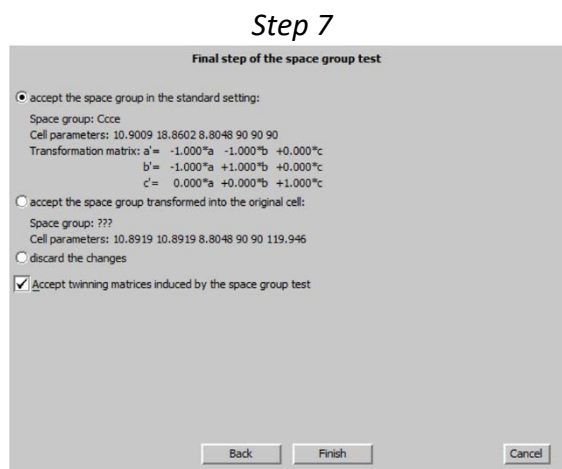 Step 7
Final step of the space group test
accept the space group in the standard setting:
Space group: Ccce
Cell parameters: 10.9009 18.8602 8.8048 90 90 90
Transformation matrix: a'= -1.000*a -1.000*b +0.000*c
b'= -1.000*a +1.000*b +0.000*c
c'= 0.000*a +0.000*b +1.000*c
accept the space group transformed into the original cell:
Space group: ???
Cell parameters: 10.8919 10.8919 8.8048 90 90 119.946
discard the changes
Accept twinning matrices induced by the space group test
Back Finish Cancel